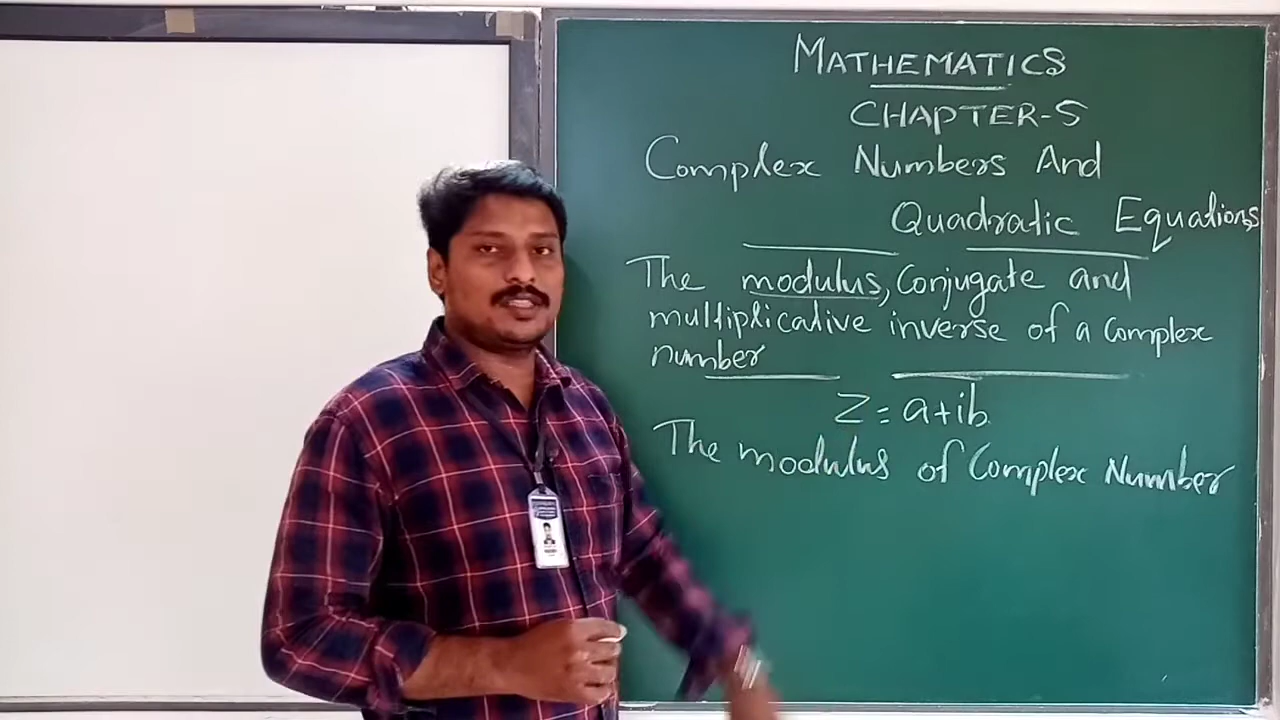 MATHEMATICS
CHAPTER-5
Complex Numbers And
Quadratic Equations
The modulus, Conjugate and
multiplicative inverse of a Complex
number
Z = a+ib
The modulus of Complex Number